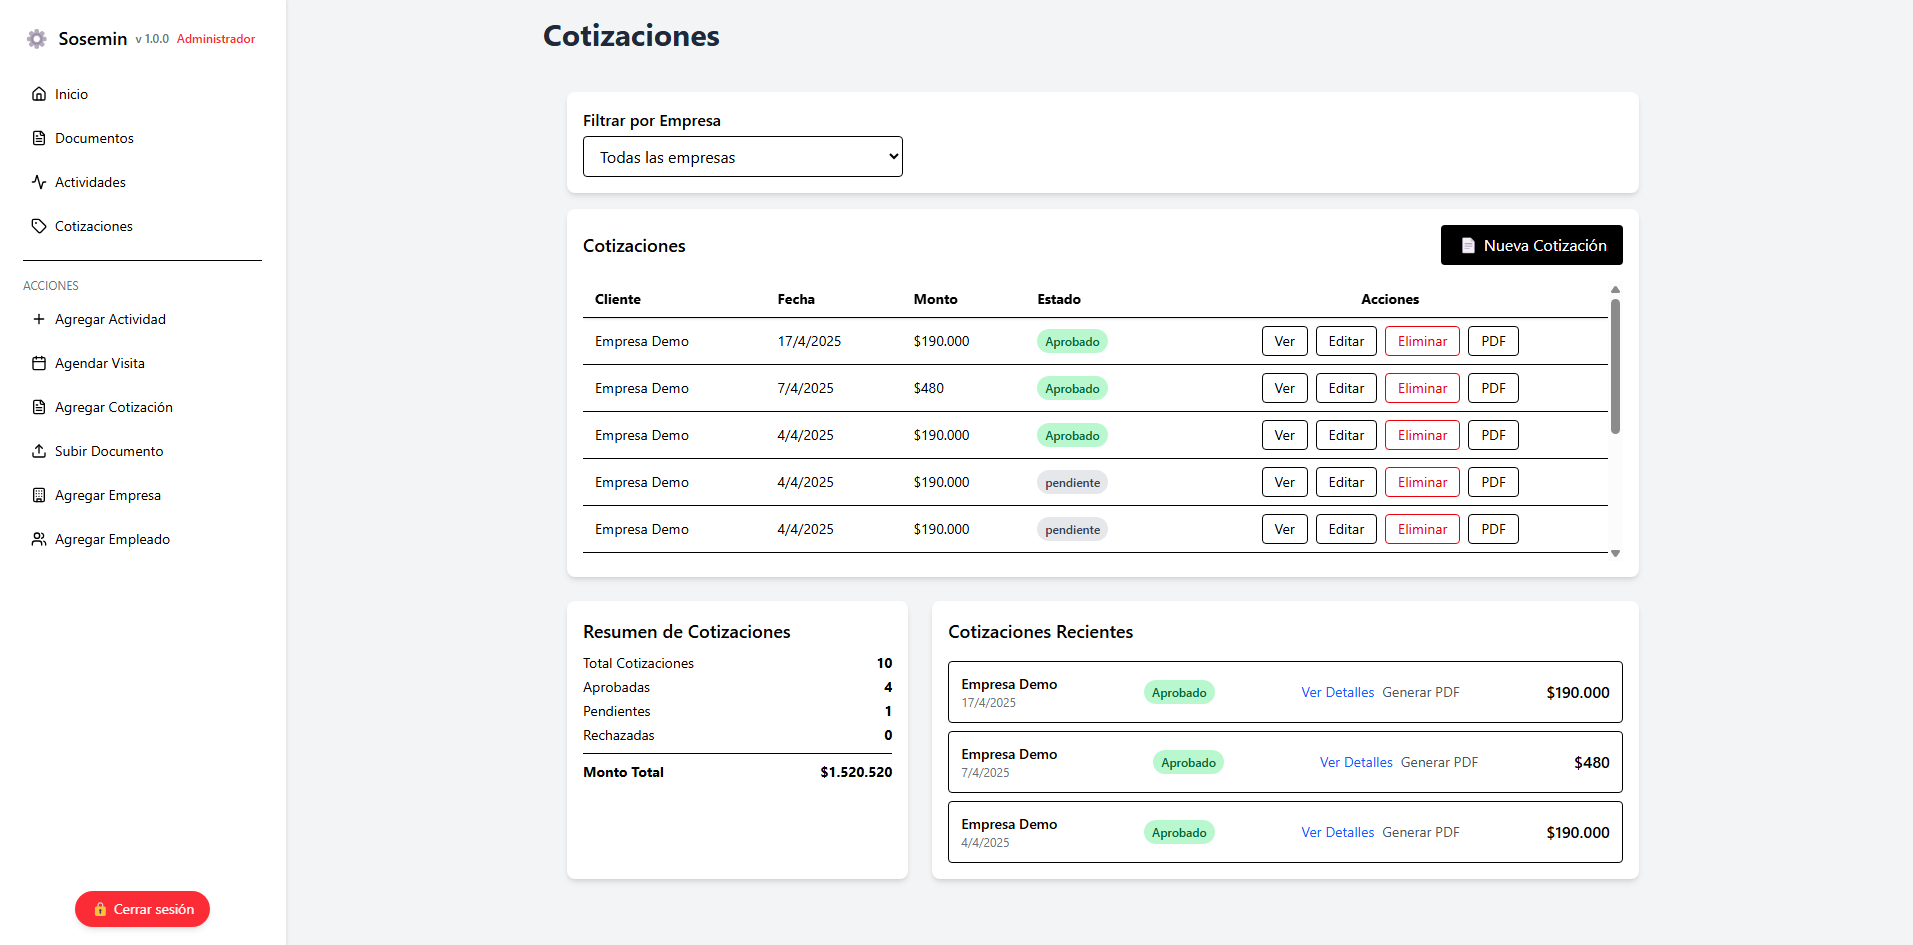 Sosemin v 1.0.0 Administrador
Inicio
Documentos
Actividades
Cotizaciones
ACCIONES
Agregar Actividad
Agendar Visita
Agregar Cotización
Subir Documento
Agregar Empresa
Agregar Empleado
Cerrar sesión
Cotizaciones
Filtrar por Empresa
Todas las empresas
Cotizaciones
Nueva Cotización
Cliente Fecha Monto Estado Acciones
Empresa Demo 17/4/2025 $190.000 Aprobado Ver Editar Eliminar PDF
Empresa Demo 7/4/2025 $480 Aprobado Ver Editar Eliminar PDF
Empresa Demo 4/4/2025 $190.000 Aprobado Ver Editar Eliminar PDF
Empresa Demo 4/4/2025 $190.000 pendiente Ver Editar Eliminar PDF
Empresa Demo 4/4/2025 $190.000 pendiente Ver Editar Eliminar PDF
Resumen de Cotizaciones
Total Cotizaciones 10
Aprobadas 4
Pendientes 1
Rechazadas 0
Monto Total $1.520.520
Cotizaciones Recientes
Empresa Demo
17/4/2025
Aprobado Ver Detalles Generar PDF $190.000
Empresa Demo
7/4/2025
Aprobado Ver Detalles Generar PDF $480
Empresa Demo
4/4/2025
Aprobado Ver Detalles Generar PDF $190.000